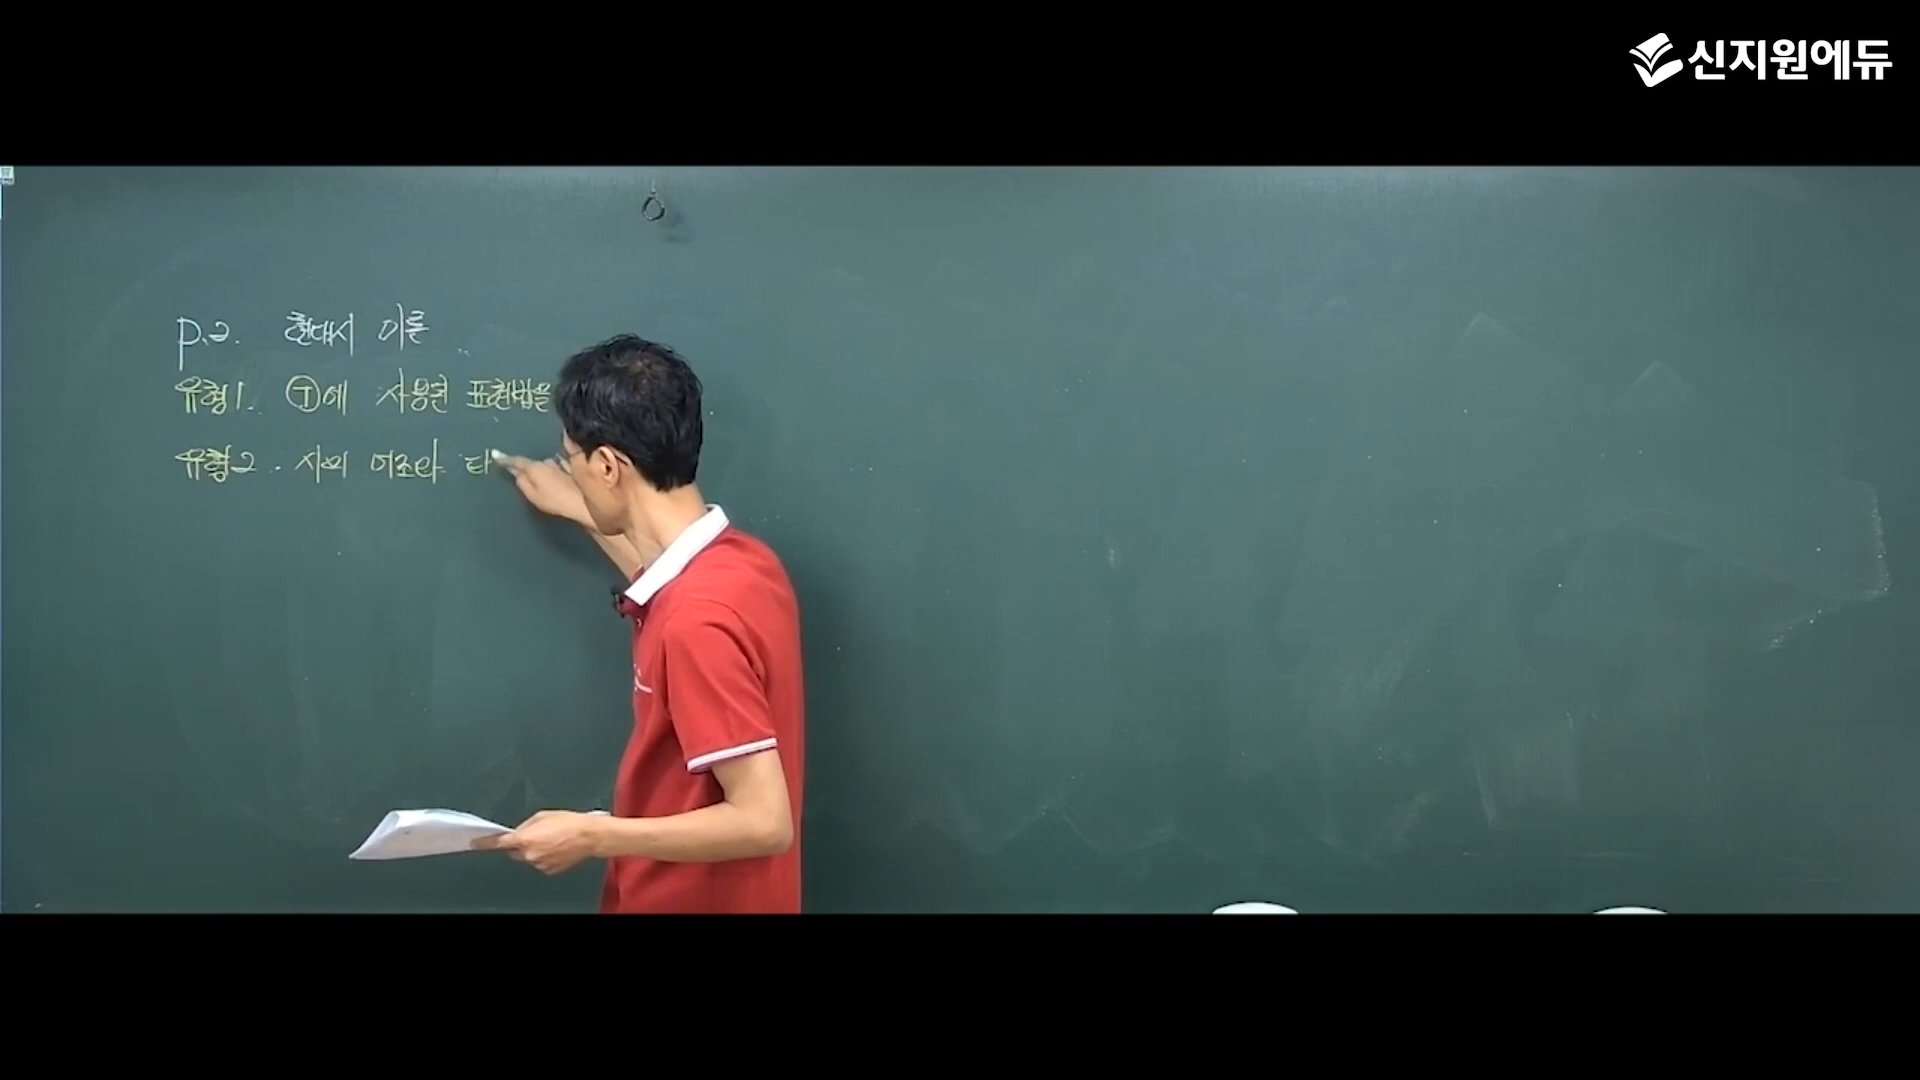 신지원에듀
P.2. 현대시 이론
유형1. ㉠에 사용된 표현법을
유형2. 시의 어조와 타